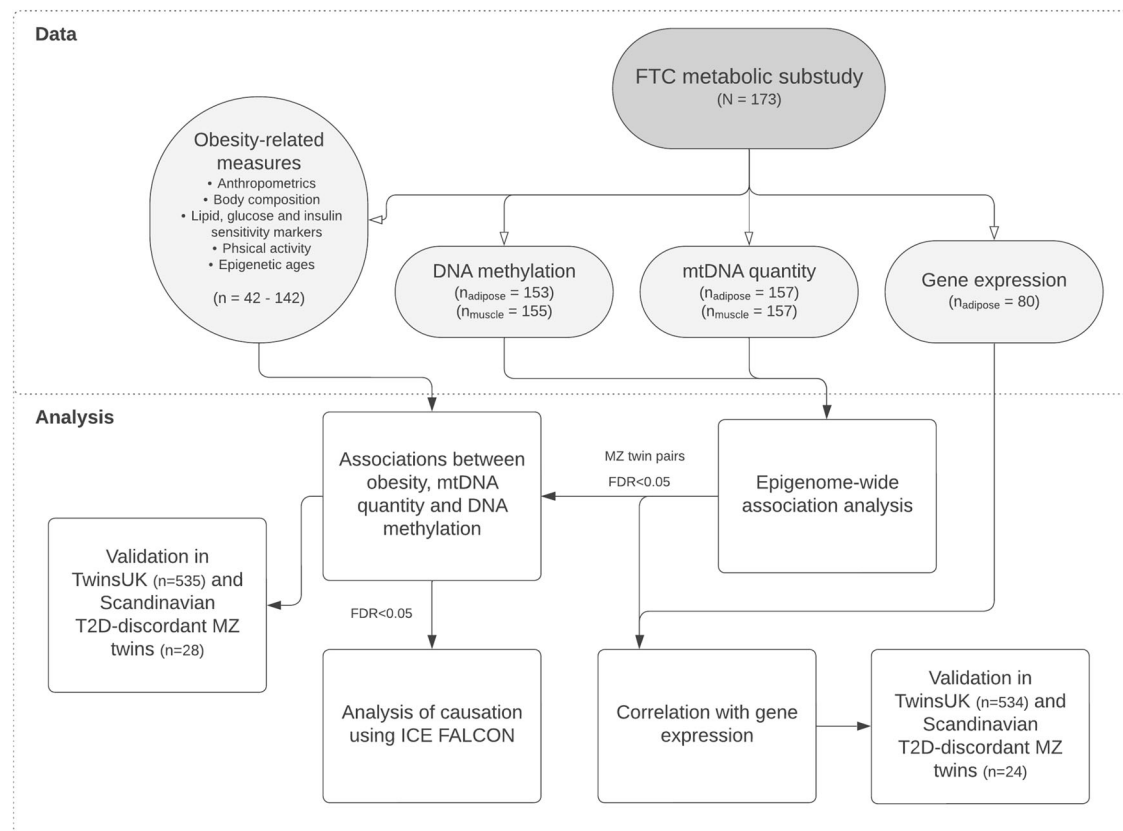 Data
FTC metabolic substudy
(N = 173)
Obesity-related
measures
• Anthropometrics
• Body composition
• Lipid, glucose and insulin
sensitivity markers
• Phsical activity
• Epigenetic ages
(n = 42 - 142)
DNA methylation
(nadipose = 153)
(nmuscle = 155)
mtDNA quantity
(nadipose = 157)
(nmuscle = 157)
Gene expression
(nadipose = 80)
Analysis
Associations between
obesity, mtDNA
quantity and DNA
methylation
MZ twin pairs
FDR<0.05
Epigenome-wide
association analysis
Validation in
TwinsUK (n=535) and
Scandinavian
T2D-discordant MZ
twins (n=28)
FDR<0.05
Analysis of causation
using ICE FALCON
Correlation with gene
expression
Validation in
TwinsUK (n=534) and
Scandinavian
T2D-discordant MZ
twins (n=24)